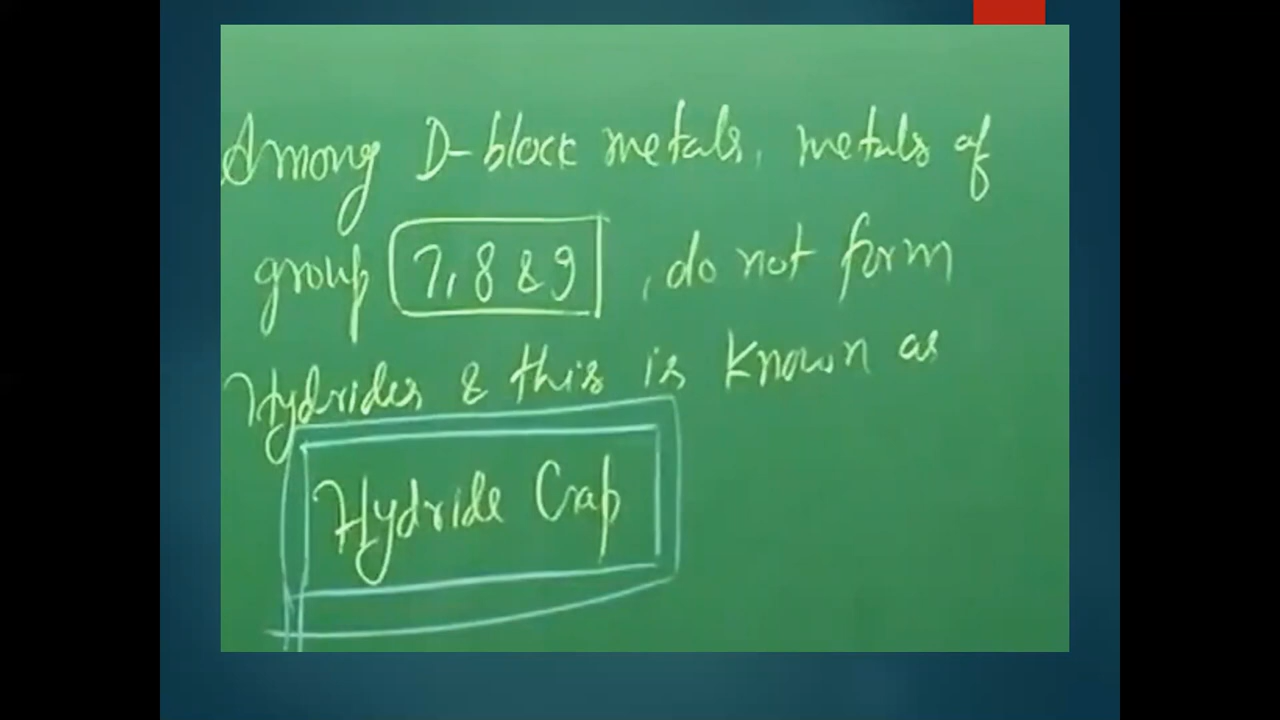 Among D-block metals, metals of
group 7, 8 & 9, do not form
Hydrides & this is known as
Hydride Gap